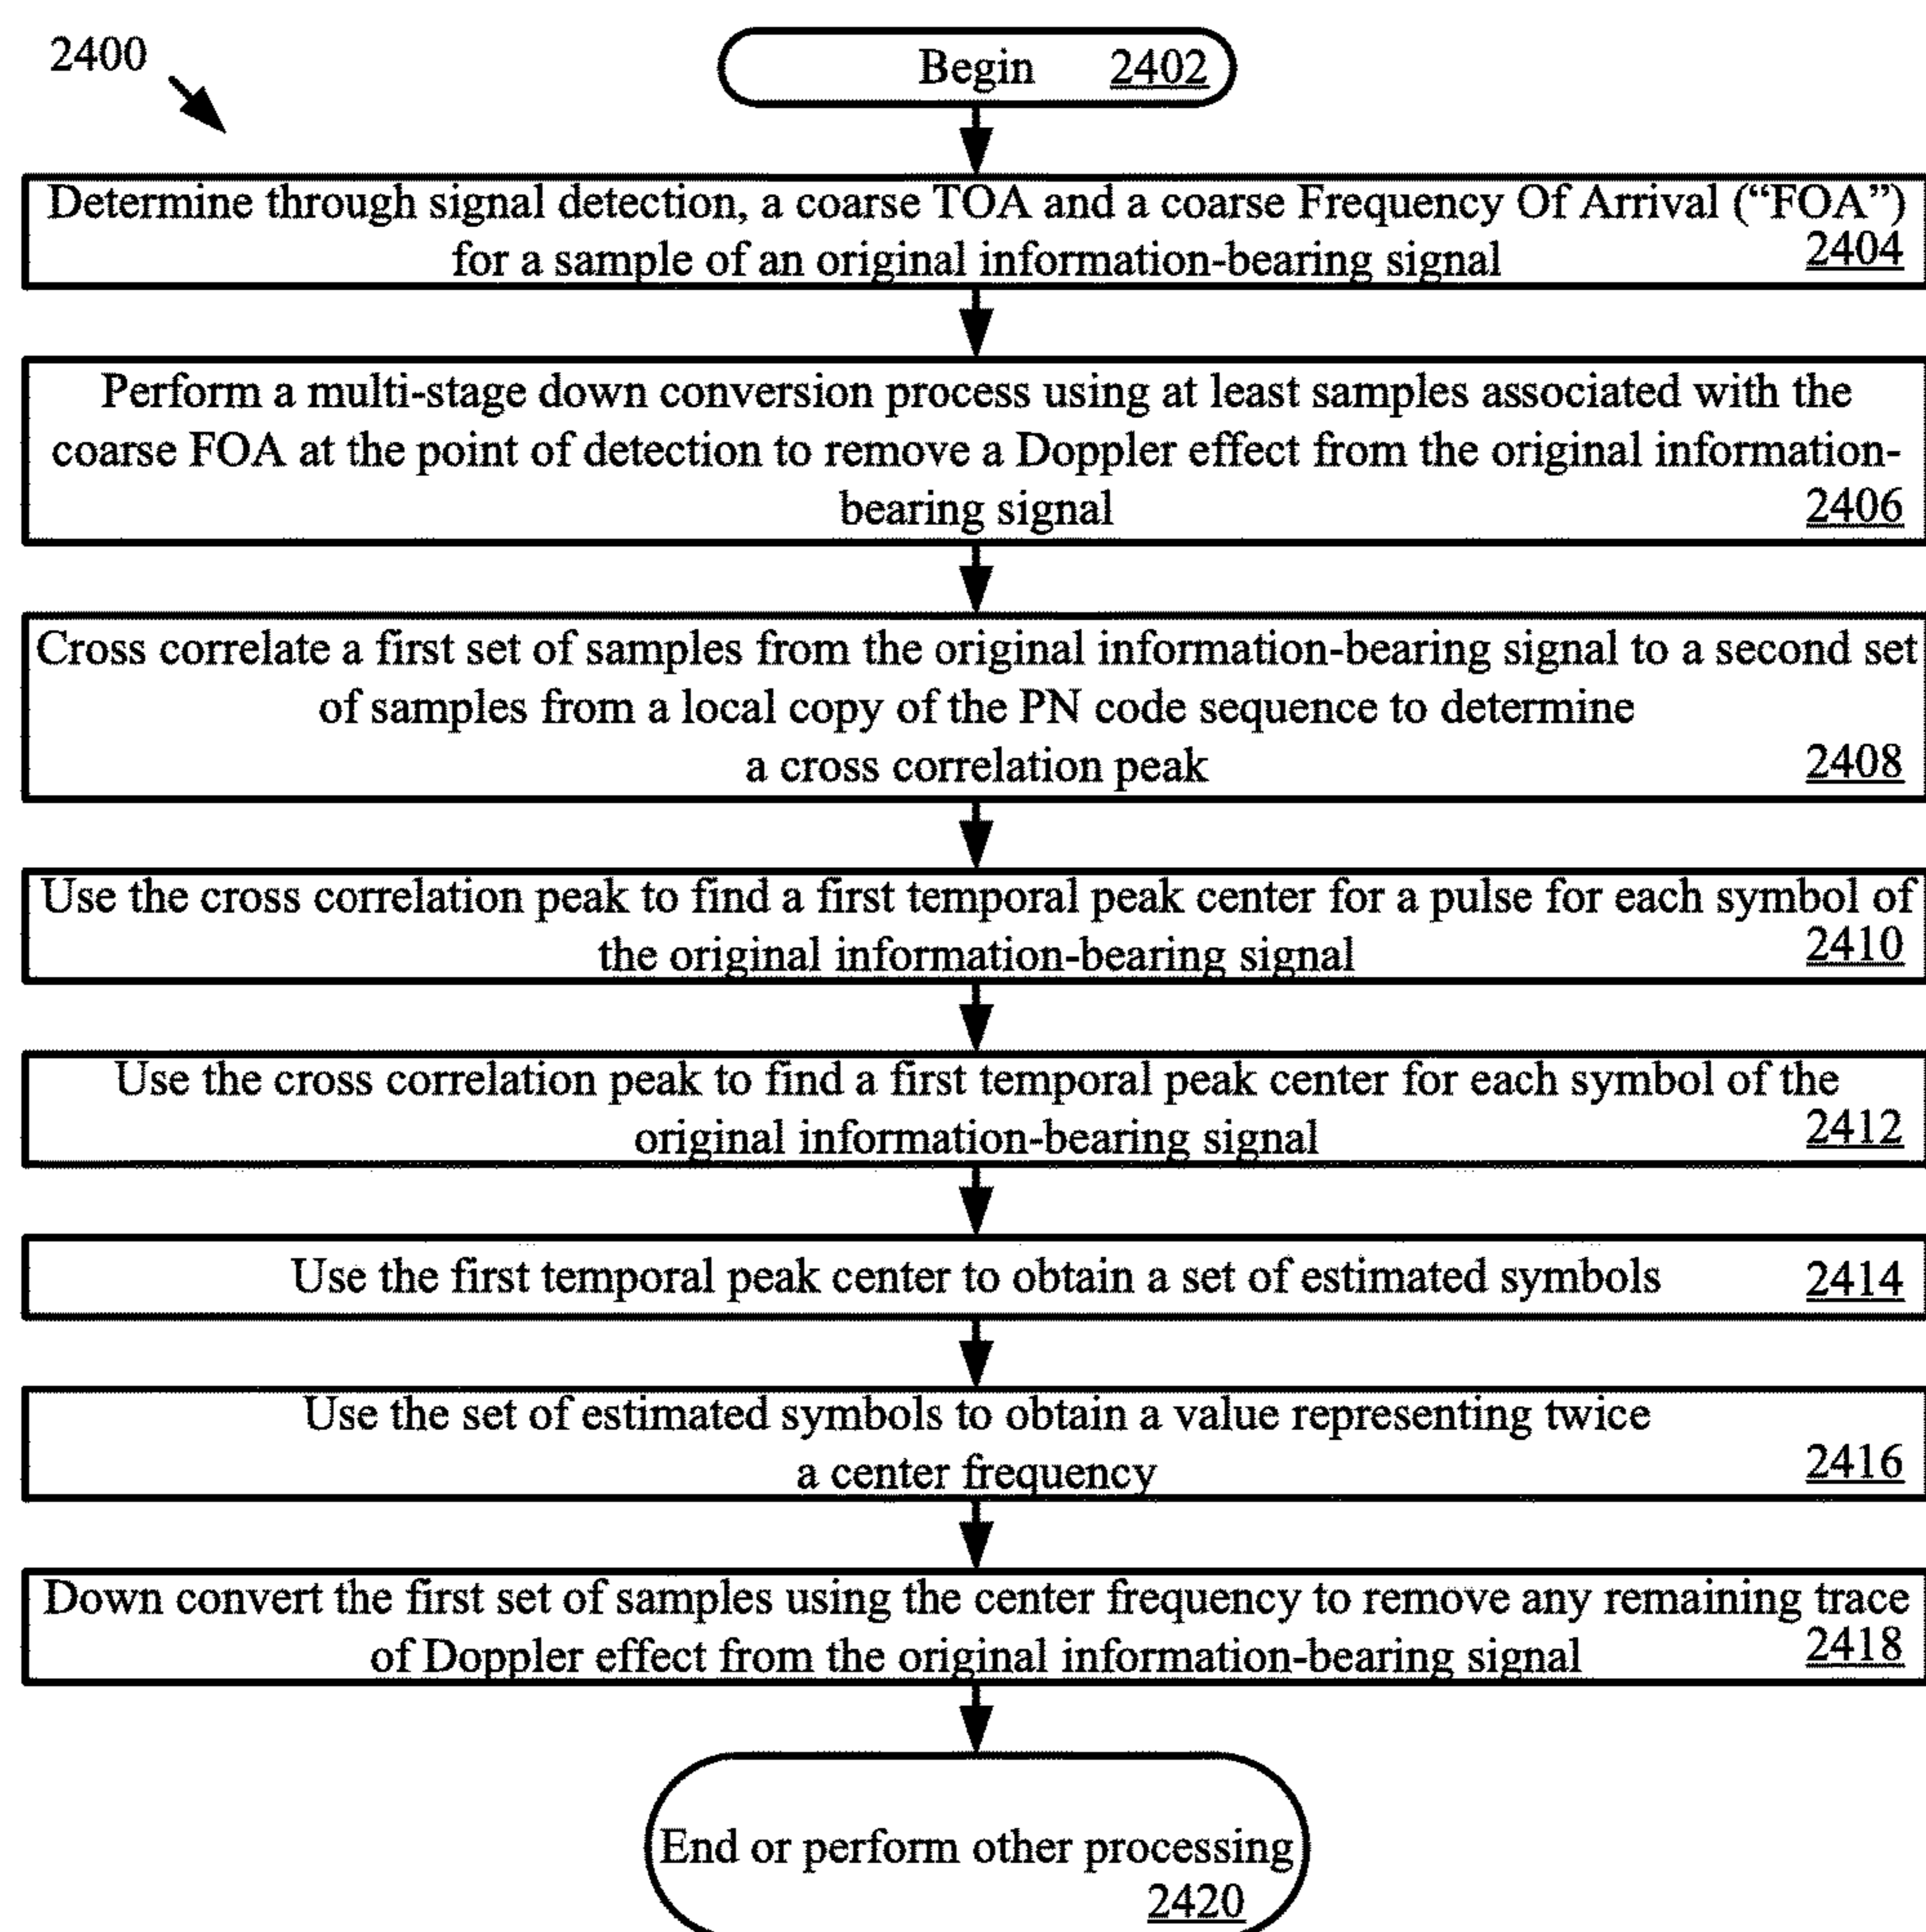 2400
Begin 2402
Determine through signal detection, a coarse TOA and a coarse Frequency Of Arrival (“FOA”)
for a sample of an original information-bearing signal 2404
Perform a multi-stage down conversion process using at least samples associated with the
coarse FOA at the point of detection to remove a Doppler effect from the original information-
bearing signal 2406
Cross correlate a first set of samples from the original information-bearing signal to a second set
of samples from a local copy of the PN code sequence to determine
a cross correlation peak 2408
Use the cross correlation peak to find a first temporal peak center for a pulse for each symbol of
the original information-bearing signal 2410
Use the cross correlation peak to find a first temporal peak center for each symbol of the
original information-bearing signal 2412
Use the first temporal peak center to obtain a set of estimated symbols 2414
Use the set of estimated symbols to obtain a value representing twice
a center frequency 2416
Down convert the first set of samples using the center frequency to remove any remaining trace
of Doppler effect from the original information-bearing signal 2418
End or perform other processing
2420